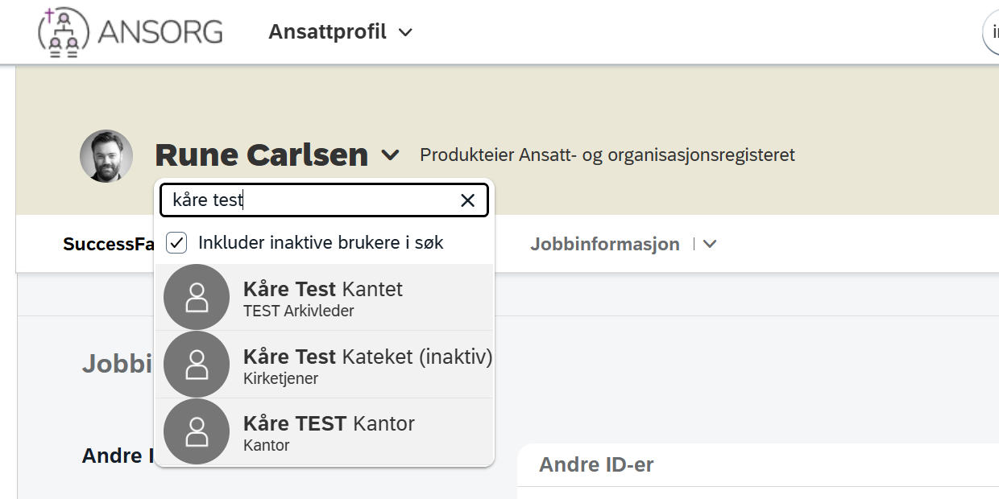 ANSORG
Ansattprofil
Rune Carlsen
Produkteier Ansatt- og organisasjonsregisteret
kåre test
Inkluder inaktive brukere i søk
SuccessFa
Jobbinformasjon
Kåre Test Kantet
TEST Arkivleder
Kåre Test Kateket (inaktiv)
Kirketjener
Kåre TEST Kantor
Kantor
Jobbi
Andre I
Andre ID-er